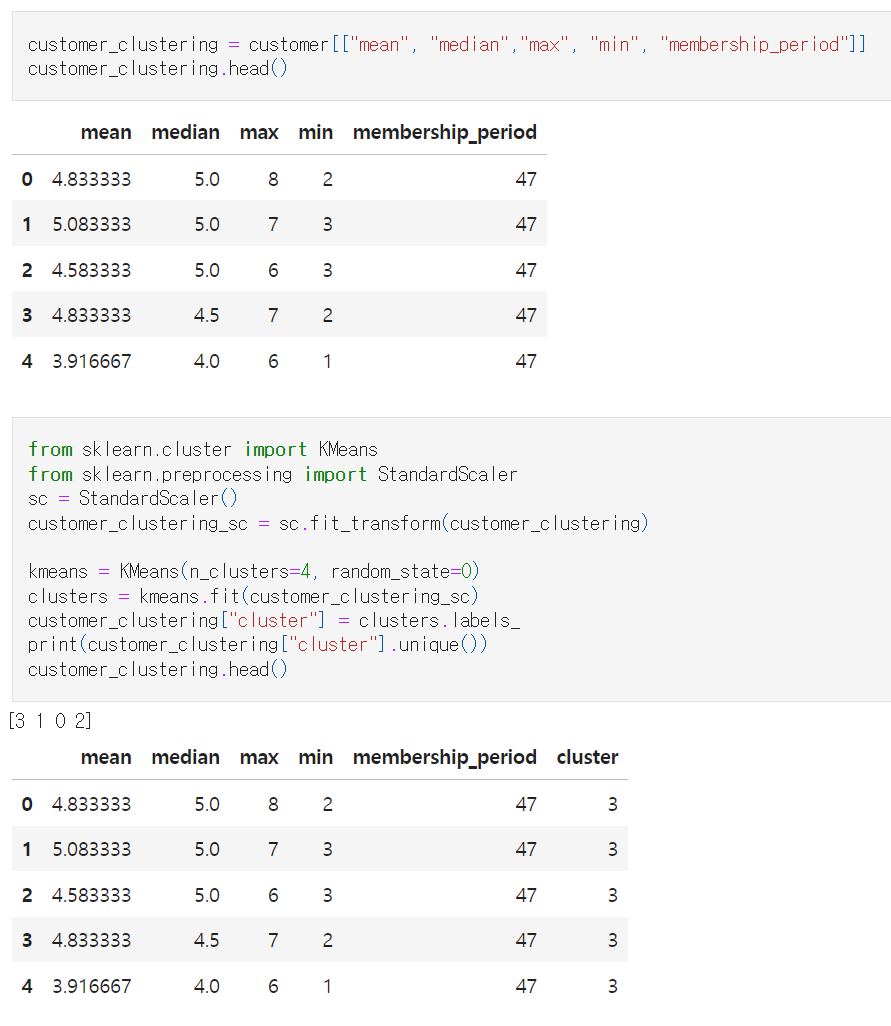 customer_clustering = customer[["mean", "median","max", "min", "membership_period"]]
customer_clustering.head()
mean median max min membership_period
0 4.833333 5.0 8 2 47
1 5.083333 5.0 7 3 47
2 4.583333 5.0 6 3 47
3 4.833333 4.5 7 2 47
4 3.916667 4.0 6 1 47
from sklearn.cluster import KMeans
from sklearn.preprocessing import StandardScaler
sc = StandardScaler()
customer_clustering_sc = sc.fit_transform(customer_clustering)
kmeans = KMeans(n_clusters=4, random_state=0)
clusters = kmeans.fit(customer_clustering_sc)
customer_clustering["cluster"] = clusters.labels_
print(customer_clustering["cluster"].unique())
customer_clustering.head()
[3 1 0 2]
mean median max min membership_period cluster
0 4.833333 5.0 8 2 47 3
1 5.083333 5.0 7 3 47 3
2 4.583333 5.0 6 3 47 3
3 4.833333 4.5 7 2 47 3
4 3.916667 4.0 6 1 47 3